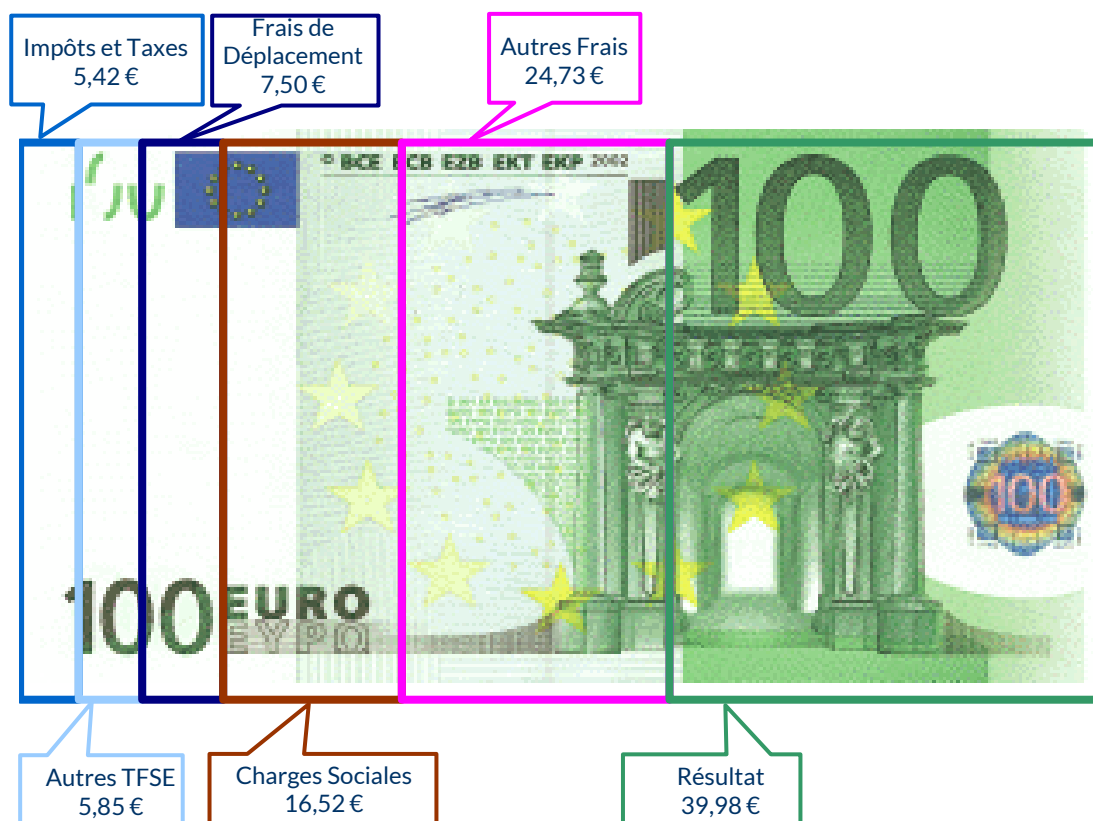 Impôts et Taxes
5,42 €
Frais de
Déplacement
7,50 €
Autres Frais
24,73 €
© BCE ECB EZB EKT EKP 2002
100
100
100 EURO
ΕΥΡΩ
Autres TFSE
5,85 €
Charges Sociales
16,52 €
Résultat
39,98 €